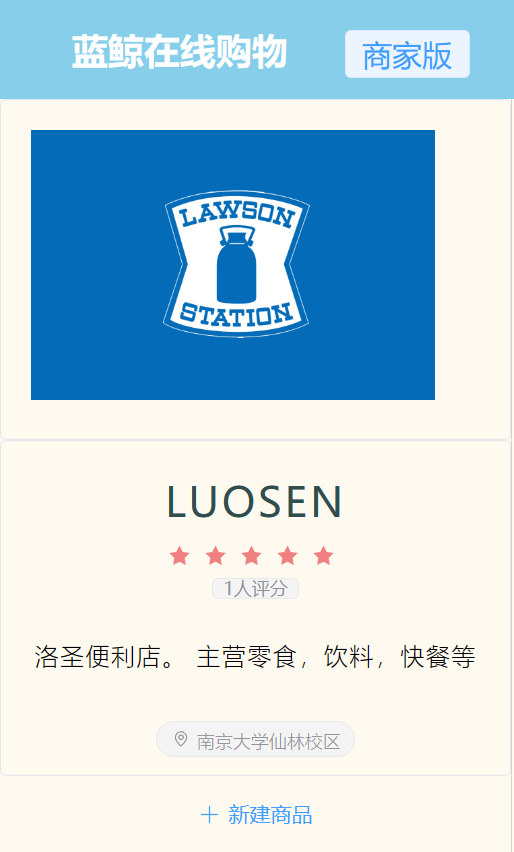 蓝鲸在线购物
商家版
LAWSON
STATION
LUOSEN
1人评分
洛圣便利店。 主营零食，饮料，快餐等
南京大学仙林校区
+ 新建商品